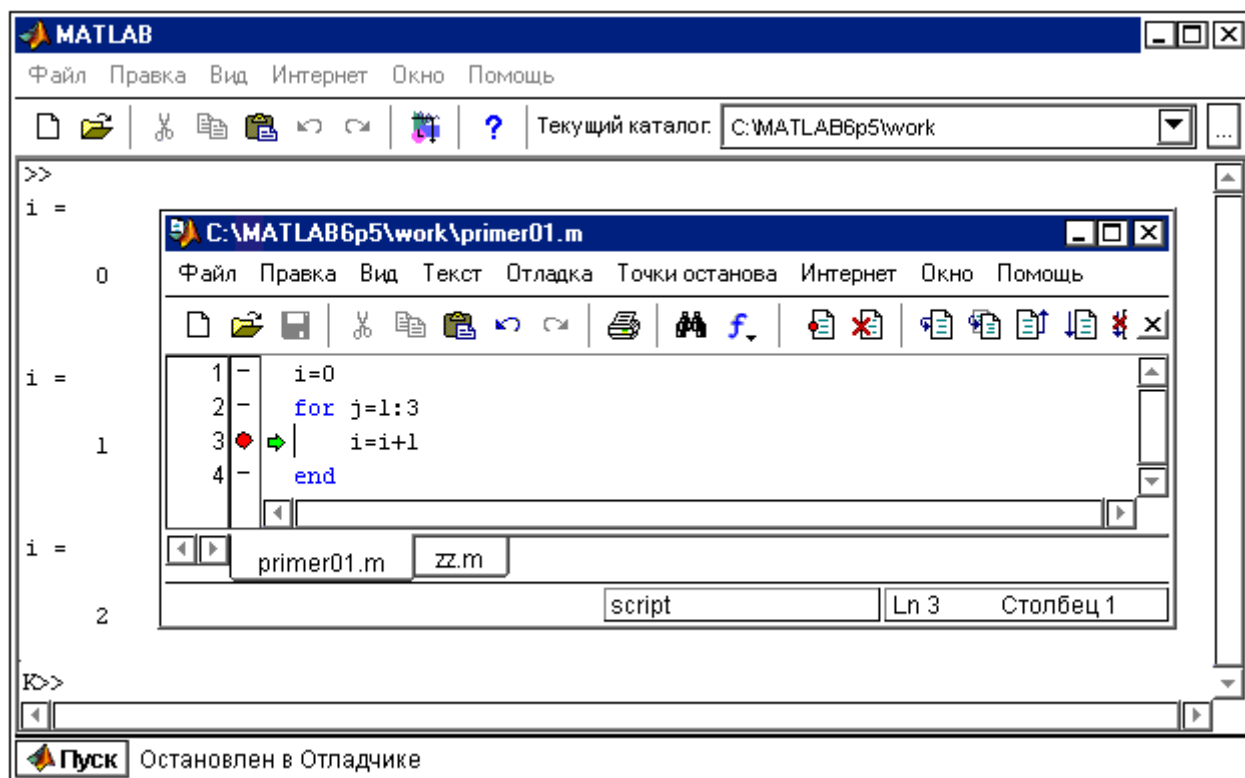 MATLAB
Файл Правка Вид Интернет Окно Помощь
? Текущий каталог: C:\MATLAB6p5\work ...
>>
i =
0
i =
1
i =
2
K>>
C:\MATLAB6p5\work\primer01.m
Файл Правка Вид Текст Отладка Точки останова Интернет Окно Помощь
1 - i=0
2 - for j=1:3
3 i=i+1
4 - end
primer01.m zz.m
script Ln 3 Столбец 1
Пуск Остановлен в Отладчике